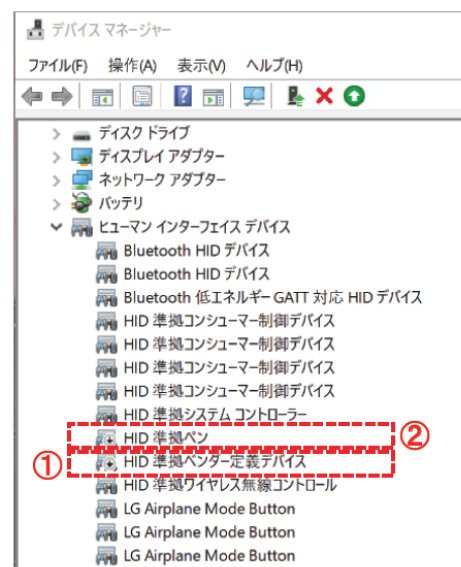 デバイス マネージャー
ファイル(F) 操作(A) 表示(V) ヘルプ(H)
ディスク ドライブ
ディスプレイ アダプター
ネットワーク アダプター
バッテリ
ヒューマン インターフェイス デバイス
Bluetooth HID デバイス
Bluetooth HID デバイス
Bluetooth 低エネルギー GATT 対応 HID デバイス
HID 準拠コンシューマー制御デバイス
HID 準拠コンシューマー制御デバイス
HID 準拠コンシューマー制御デバイス
HID 準拠コンシューマー制御デバイス
HID 準拠システム コントローラー
HID 準拠ペン ②
① HID 準拠ベンダー定義デバイス
HID 準拠ワイヤレス無線コントロール
LG Airplane Mode Button
LG Airplane Mode Button
LG Airplane Mode Button